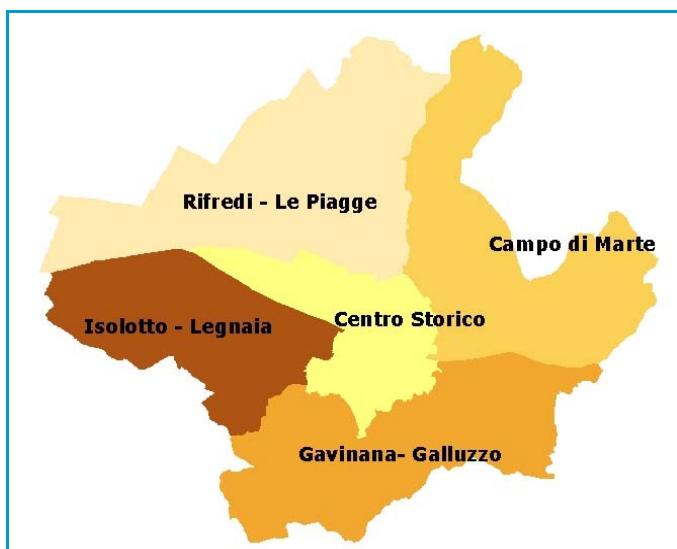 Rifredi - Le Piagge
Campo di Marte
Centro Storico
Isolotto - Legnaia
Gavinana- Galluzzo